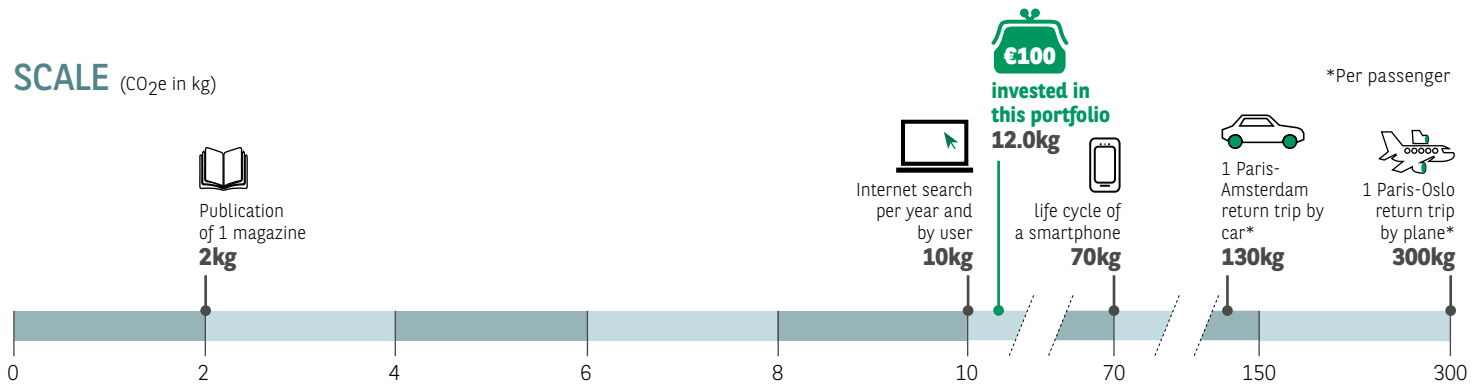 SCALE (CO2e in kg)
€100
invested in
this portfolio
12.0kg
*Per passenger
Publication
of 1 magazine
2kg
Internet search
per year and
by user
10kg
life cycle of
a smartphone
70kg
1 Paris-
Amsterdam
return trip by
car*
130kg
1 Paris-Oslo
return trip
by plane*
300kg
0 2 4 6 8 10 70 150 300